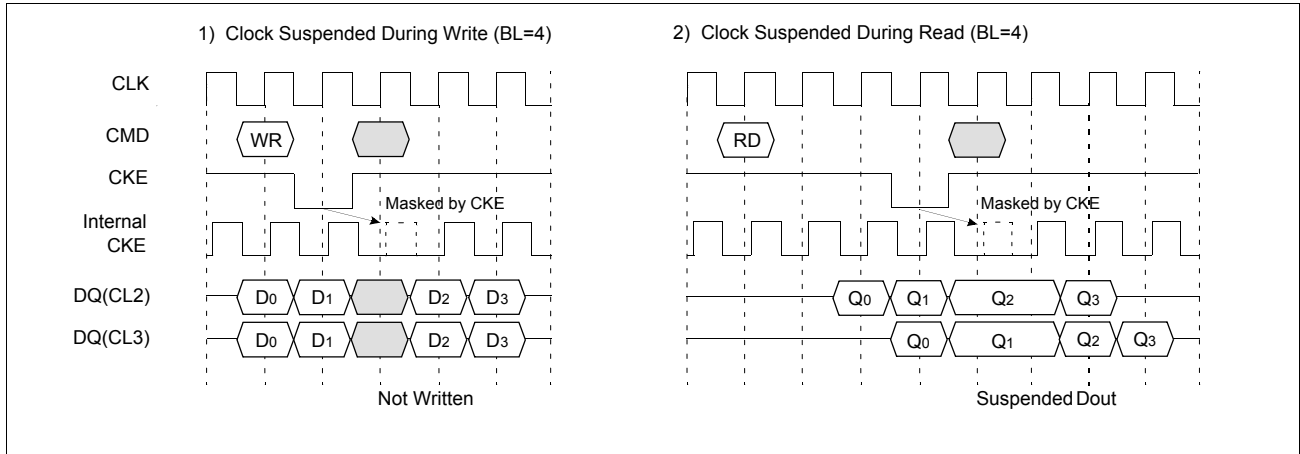 1) Clock Suspended During Write (BL=4)
2) Clock Suspended During Read (BL=4)
CLK
CMD
WR
RD
CKE
Masked by CKE
Masked by CKE
Internal
CKE
DQ(CL2)
D0 D1 D2 D3
Q0 Q1 Q2 Q3
DQ(CL3)
D0 D1 D2 D3
Q0 Q1 Q2 Q3
Not Written
Suspended Dout